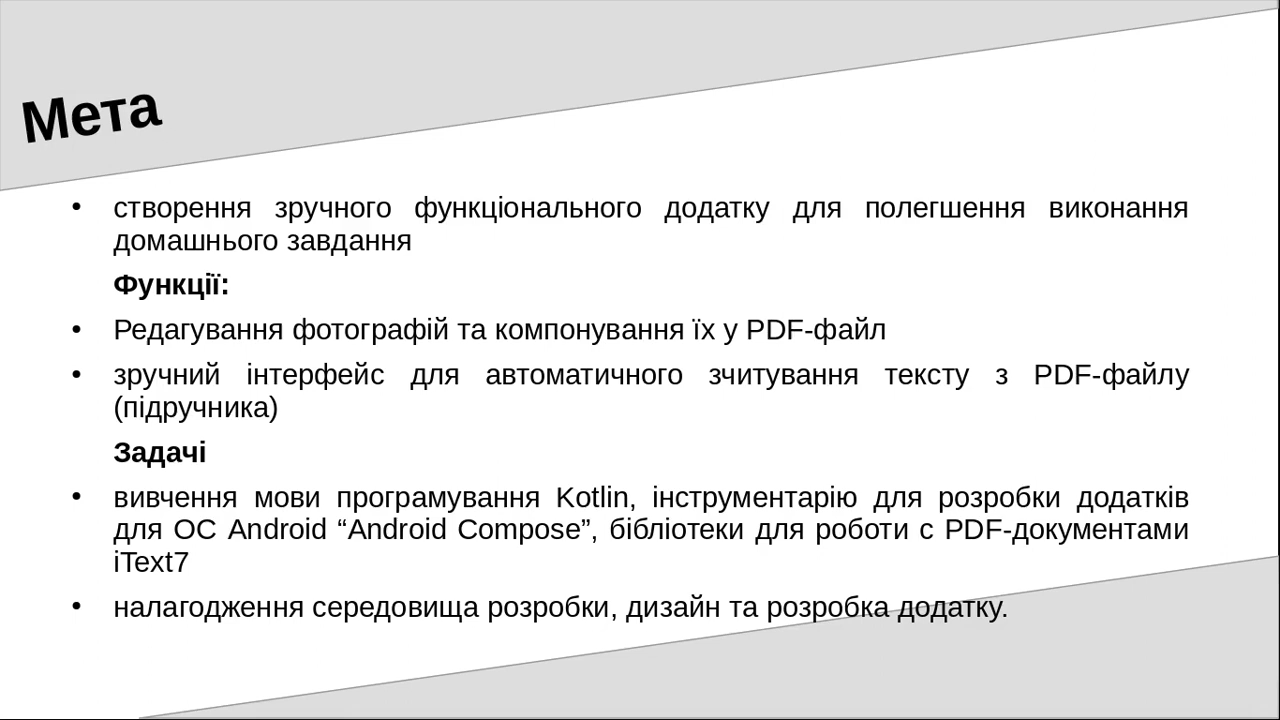 Мета
• створення зручного функціонального додатку для полегшення виконання
домашнього завдання
Функції:
• Редагування фотографій та компонування їх у PDF-файл
• зручний інтерфейс для автоматичного зчитування тексту з PDF-файлу
(підручника)
Задачі
• вивчення мови програмування Kotlin, інструментарію для розробки додатків
для ОС Android “Android Compose”, бібліотеки для роботи с PDF-документами
iText7
• налагодження середовища розробки, дизайн та розробка додатку.